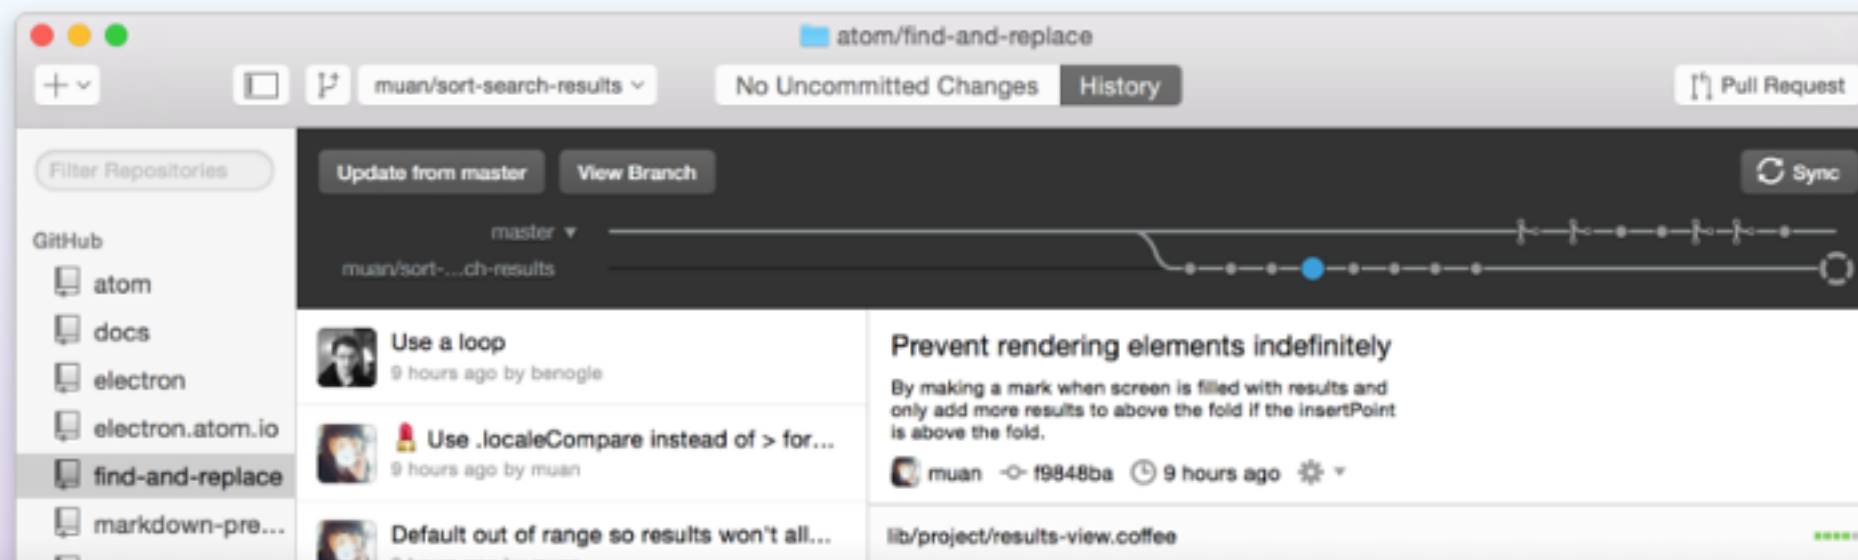 atom/find-and-replace
muan/sort-search-results
No Uncommitted Changes
History
Pull Request
Filter Repositories
GitHub
atom
docs
electron
electron.atom.io
find-and-replace
markdown-pre...
Update from master
View Branch
Sync
master
muan/sort-...ch-results
Use a loop
9 hours ago by benogle
Use .localeCompare instead of > for...
9 hours ago by muan
Default out of range so results won't all...
Prevent rendering elements indefinitely
By making a mark when screen is filled with results and
only add more results to above the fold if the insertPoint
is above the fold.
muan f9848ba 9 hours ago
lib/project/results-view.coffee